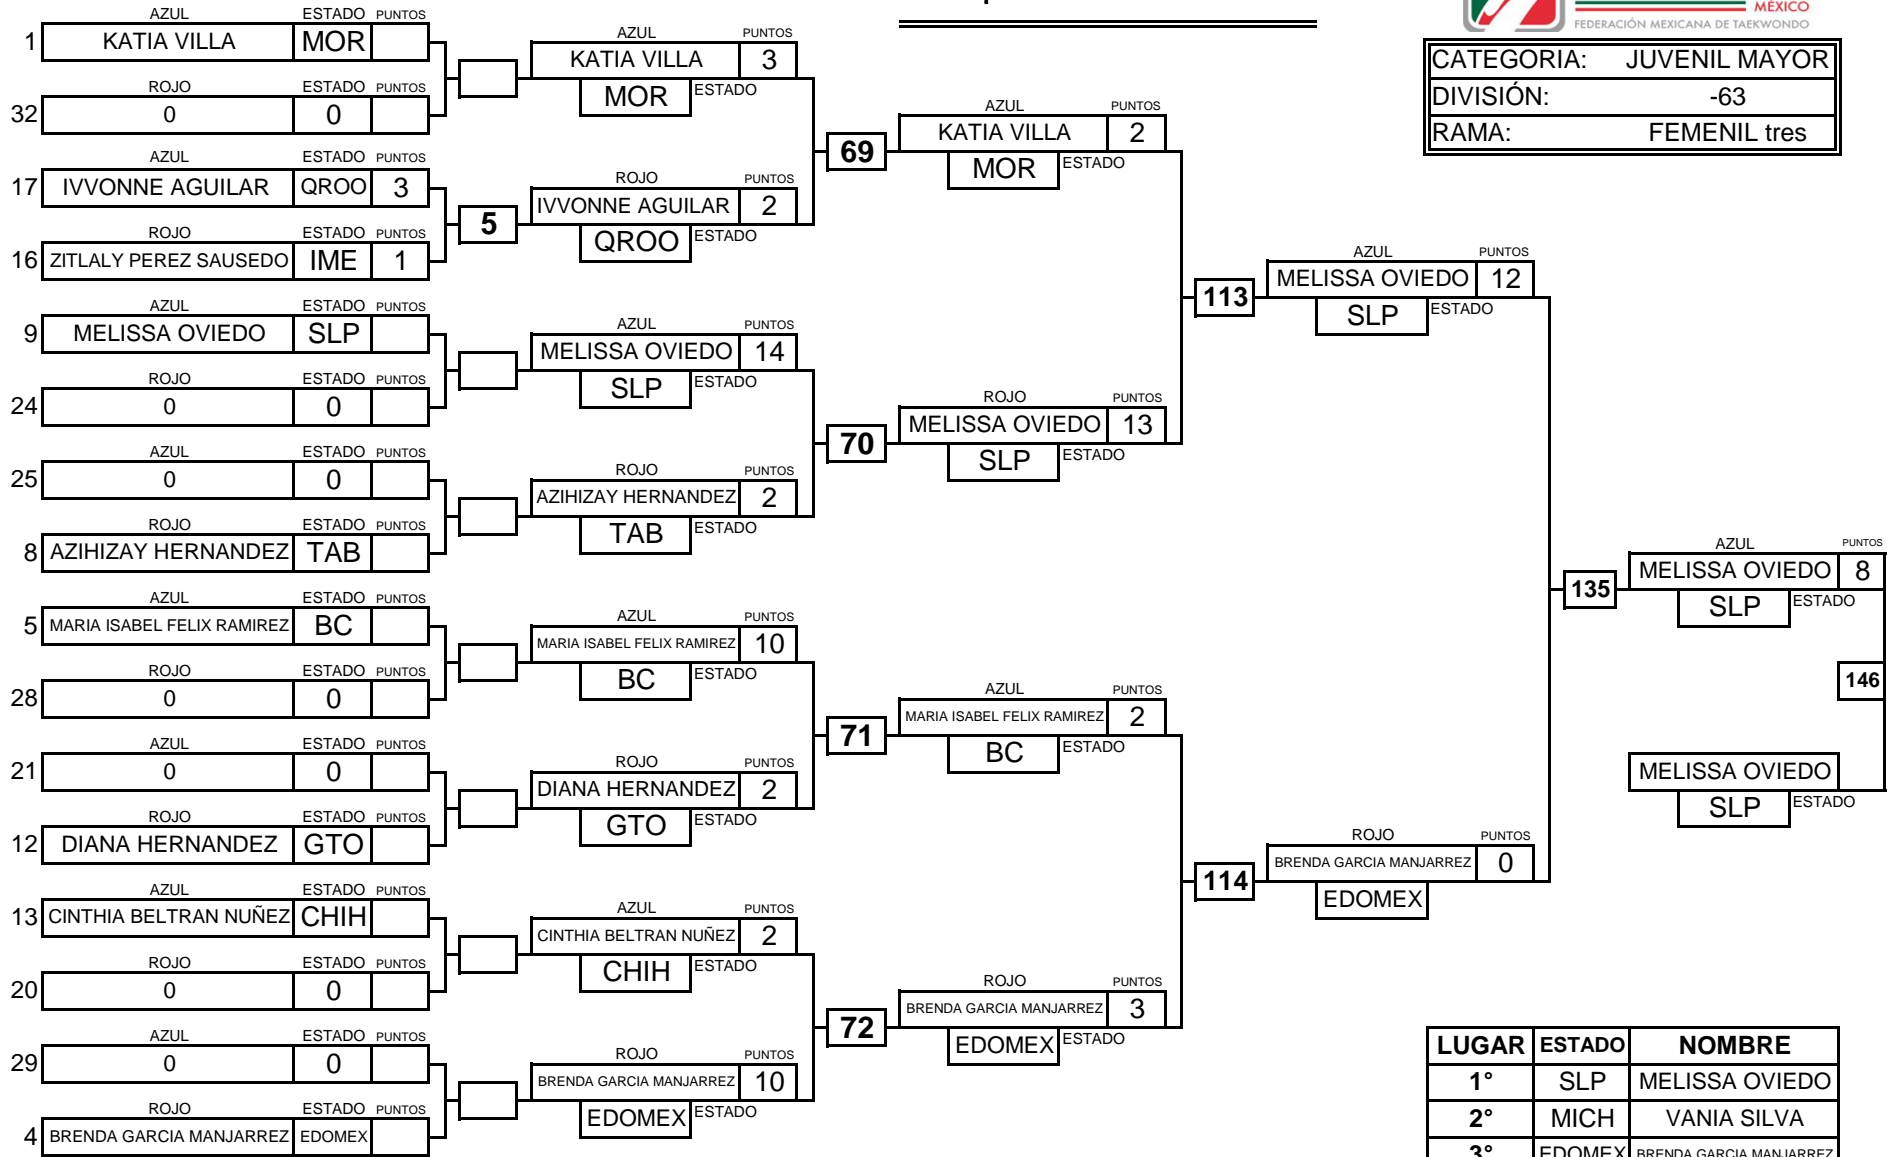 MÉXICO
FEDERACIÓN MEXICANA DE TAEKWONDO
CATEGORIA: JUVENIL MAYOR
DIVISIÓN: -63
RAMA: FEMENIL tres
AZUL ESTADO PUNTOS
1 KATIA VILLA MOR
ROJO ESTADO PUNTOS
32 0 0
AZUL ESTADO PUNTOS
17 IVVONNE AGUILAR QROO 3
ROJO ESTADO PUNTOS
16 ZITLALY PEREZ SAUSEDO IME 1
AZUL ESTADO PUNTOS
9 MELISSA OVIEDO SLP
ROJO ESTADO PUNTOS
24 0 0
AZUL ESTADO PUNTOS
25 0 0
ROJO ESTADO PUNTOS
8 AZIHIZAY HERNANDEZ TAB
AZUL ESTADO PUNTOS
5 MARIA ISABEL FELIX RAMIREZ BC
ROJO ESTADO PUNTOS
28 0 0
AZUL ESTADO PUNTOS
21 0 0
ROJO ESTADO PUNTOS
12 DIANA HERNANDEZ GTO
AZUL ESTADO PUNTOS
13 CINTHIA BELTRAN NUÑEZ CHIH
ROJO ESTADO PUNTOS
20 0 0
AZUL ESTADO PUNTOS
29 0 0
ROJO ESTADO PUNTOS
4 BRENDA GARCIA MANJARREZ EDOMEX
5
AZUL PUNTOS
KATIA VILLA 3
MOR ESTADO
ROJO PUNTOS
IVVONNE AGUILAR 2
QROO ESTADO
AZUL PUNTOS
MELISSA OVIEDO 14
SLP ESTADO
ROJO PUNTOS
AZIHIZAY HERNANDEZ 2
TAB ESTADO
AZUL PUNTOS
MARIA ISABEL FELIX RAMIREZ 10
BC ESTADO
ROJO PUNTOS
DIANA HERNANDEZ 2
GTO ESTADO
AZUL PUNTOS
CINTHIA BELTRAN NUÑEZ 2
CHIH ESTADO
ROJO PUNTOS
BRENDA GARCIA MANJARREZ 10
EDOMEX ESTADO
69
70
71
72
AZUL PUNTOS
KATIA VILLA 2
MOR ESTADO
ROJO PUNTOS
MELISSA OVIEDO 13
SLP ESTADO
AZUL PUNTOS
MARIA ISABEL FELIX RAMIREZ 2
BC ESTADO
ROJO PUNTOS
BRENDA GARCIA MANJARREZ 3
EDOMEX ESTADO
113
114
AZUL PUNTOS
MELISSA OVIEDO 12
SLP ESTADO
ROJO PUNTOS
BRENDA GARCIA MANJARREZ 0
EDOMEX
135
AZUL PUNTOS
MELISSA OVIEDO 8
SLP ESTADO
146
MELISSA OVIEDO
SLP ESTADO
LUGAR ESTADO NOMBRE
1° SLP MELISSA OVIEDO
2° MICH VANIA SILVA
3° EDOMEX BRENDA GARCIA MANJARREZ